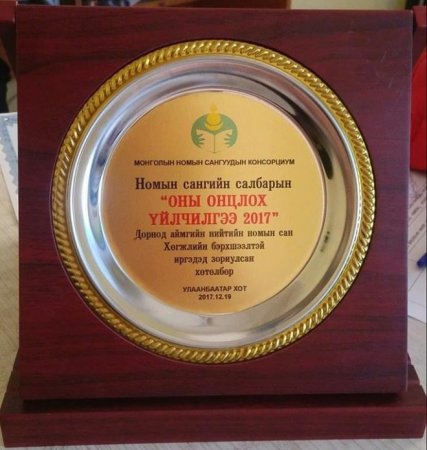 МОНГОЛЫН НОМЫН САНГУУДЫН КОНСОРЦИУМ
Номын сангийн салбарын
“ОНЫ ОНЦЛОХ
ҮЙЛЧИЛГЭЭ 2017”
Дорнод аймгийн нийтийн номын сан
Хөгжлийн бэрхшээлтэй
иргэдэд зориулсан
хөтөлбөр
УЛААНБААТАР ХОТ
2017.12.19